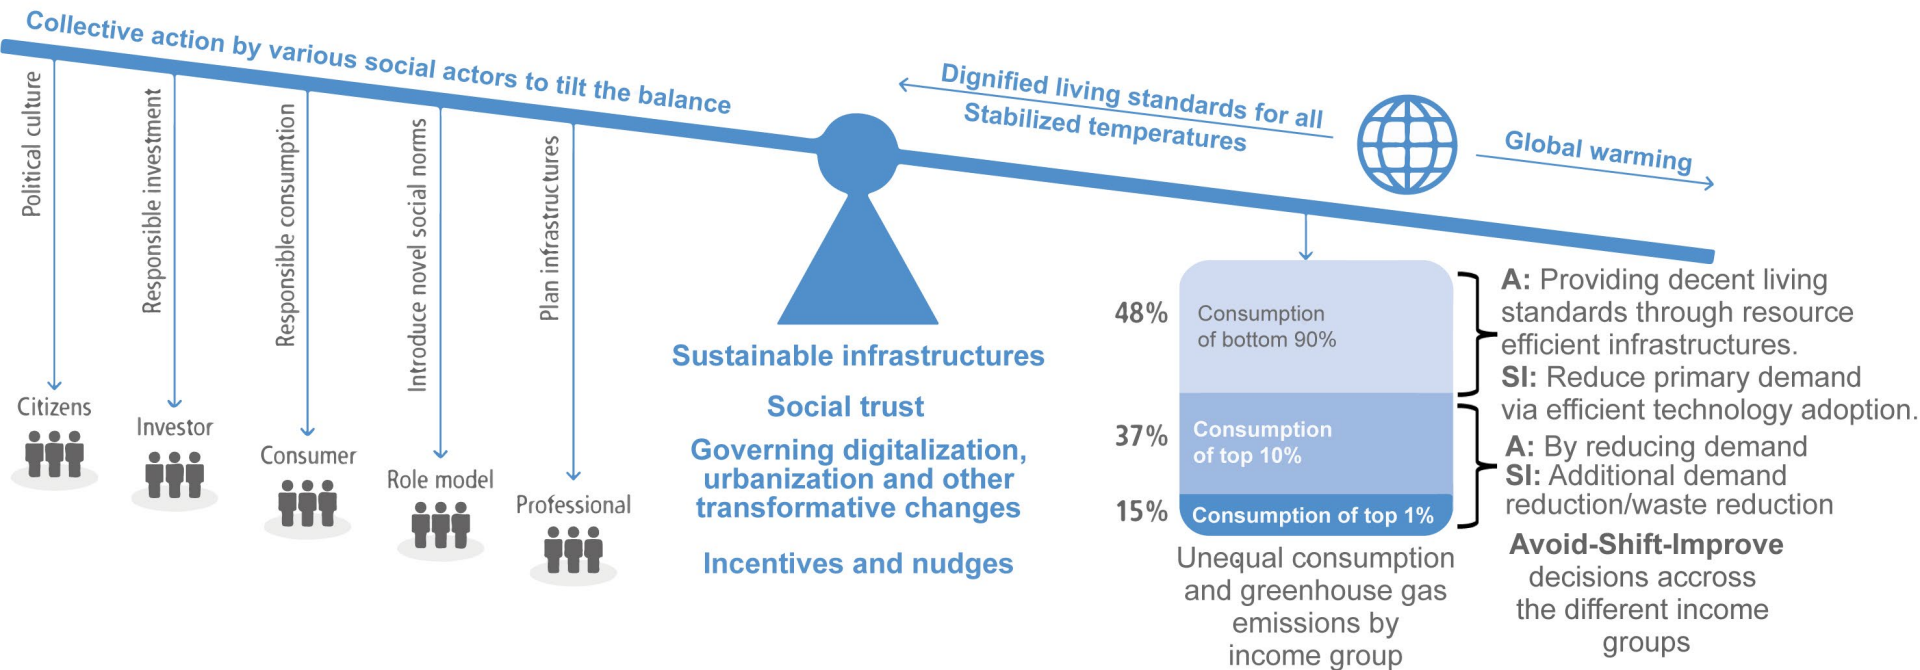 Collective action by various social actors to tilt the balance
Political culture
Responsible investment
Responsible consumption
Introduce novel social norms
Plan infrastructures
Citizens
Investor
Consumer
Role model
Professional
Sustainable infrastructures
Social trust
Governing digitalization,
urbanization and other
transformative changes
Incentives and nudges
Dignified living standards for all
Stabilized temperatures
Global warming
48%
Consumption
of bottom 90%
37%
Consumption
of top 10%
15%
Consumption of top 1%
Unequal consumption
and greenhouse gas
emissions by
income group
A: Providing decent living
standards through resource
efficient infrastructures.
SI: Reduce primary demand
via efficient technology adoption.
A: By reducing demand
SI: Additional demand
reduction/waste reduction
Avoid-Shift-Improve
decisions accross
the different income
groups